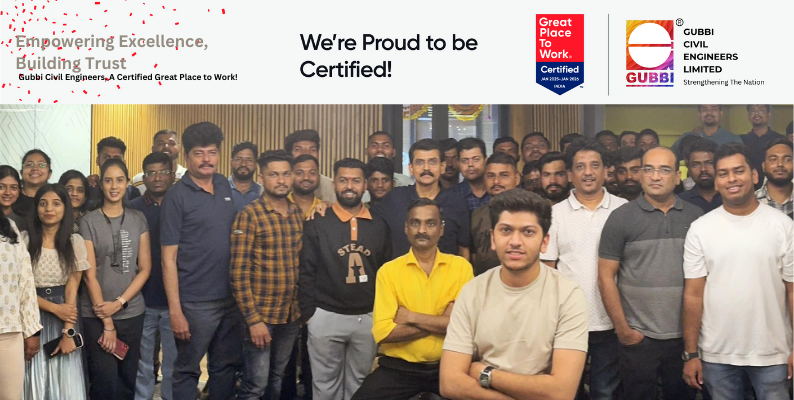 Empowering Excellence,
Building Trust
Gubbi Civil Engineers, A Certified Great Place to Work!
We're Proud to be
Certified!
Great
Place
To
Work®
Certified
JAN 2025-JAN 2026
INDIA
™
GUBBI
®
GUBBI
CIVIL
ENGINEERS
LIMITED
Strengthening The Nation
STEAD
A